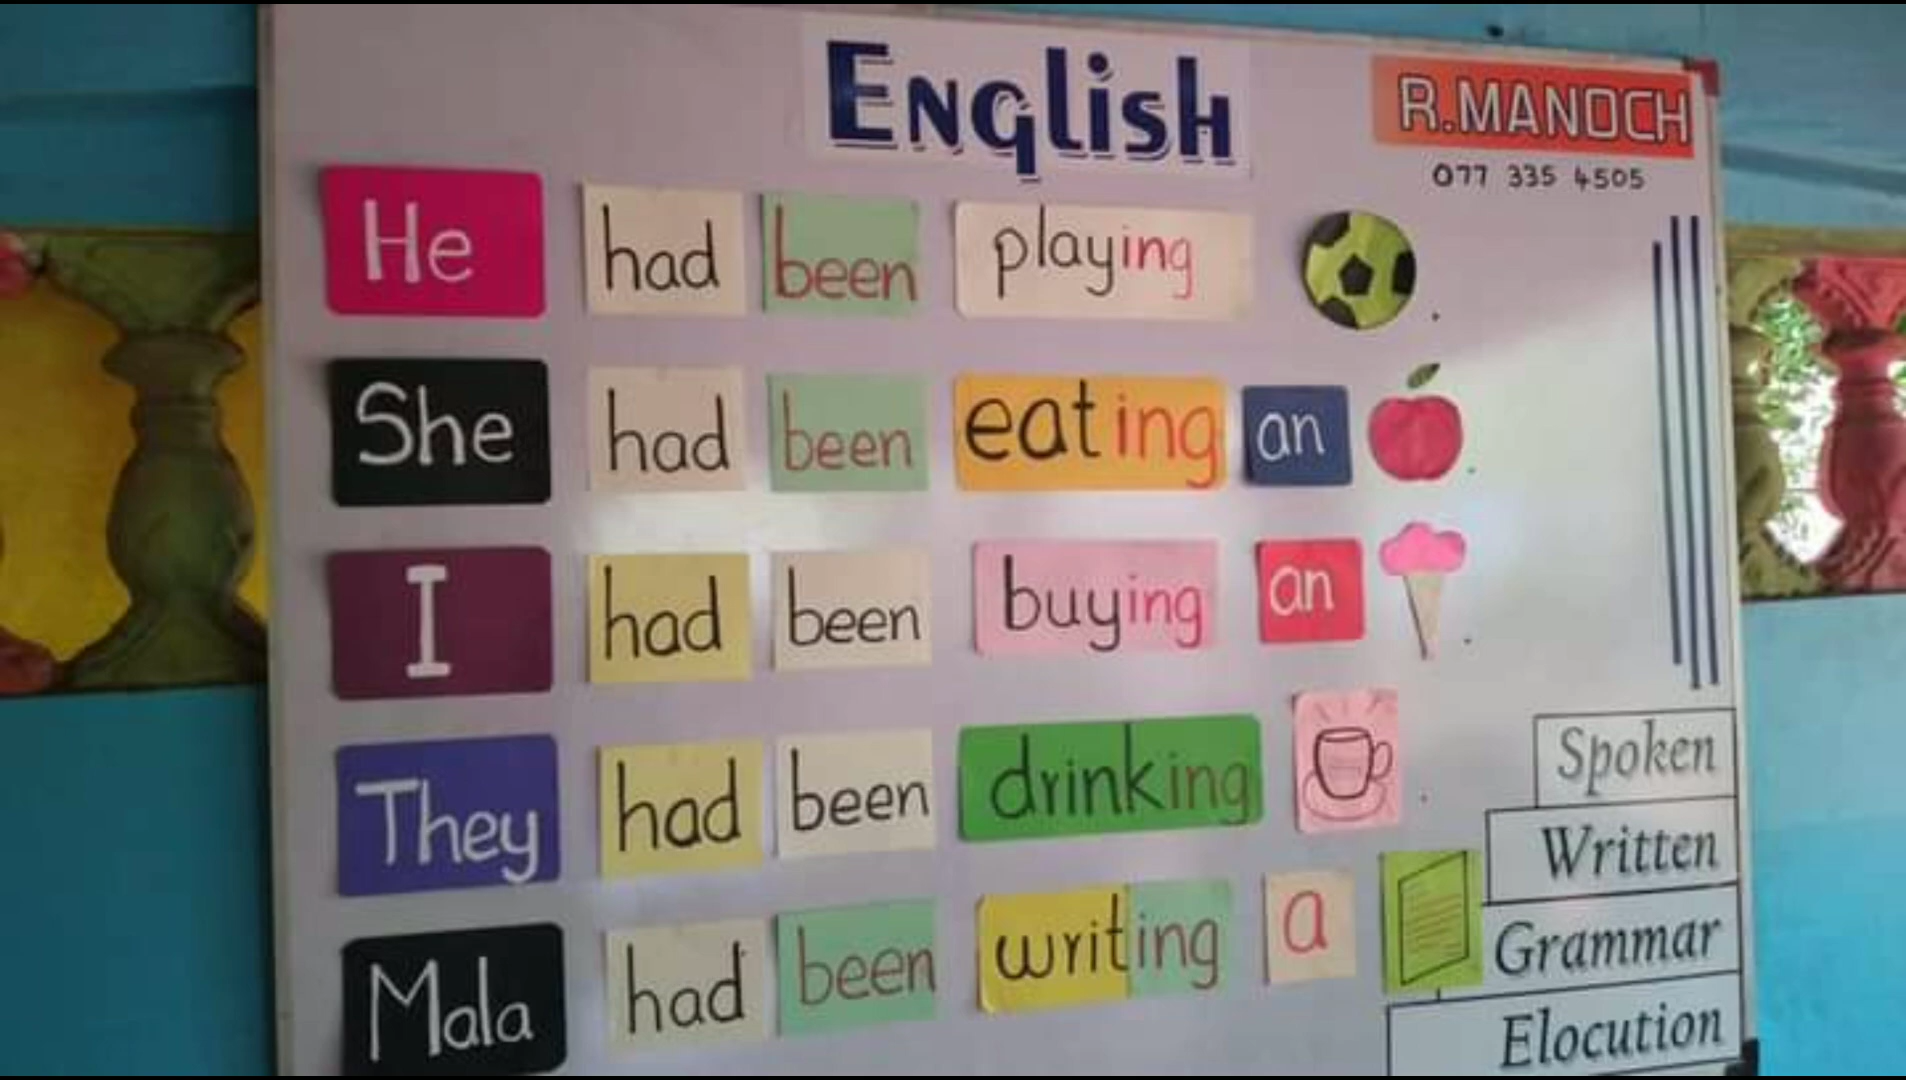 English
R.MANOCH
077 335 4505
He had been playing .
She had been eating an .
I had been buying an .
They had been drinking .
Mala had been writing a
Spoken
Written
Grammar
Elocution